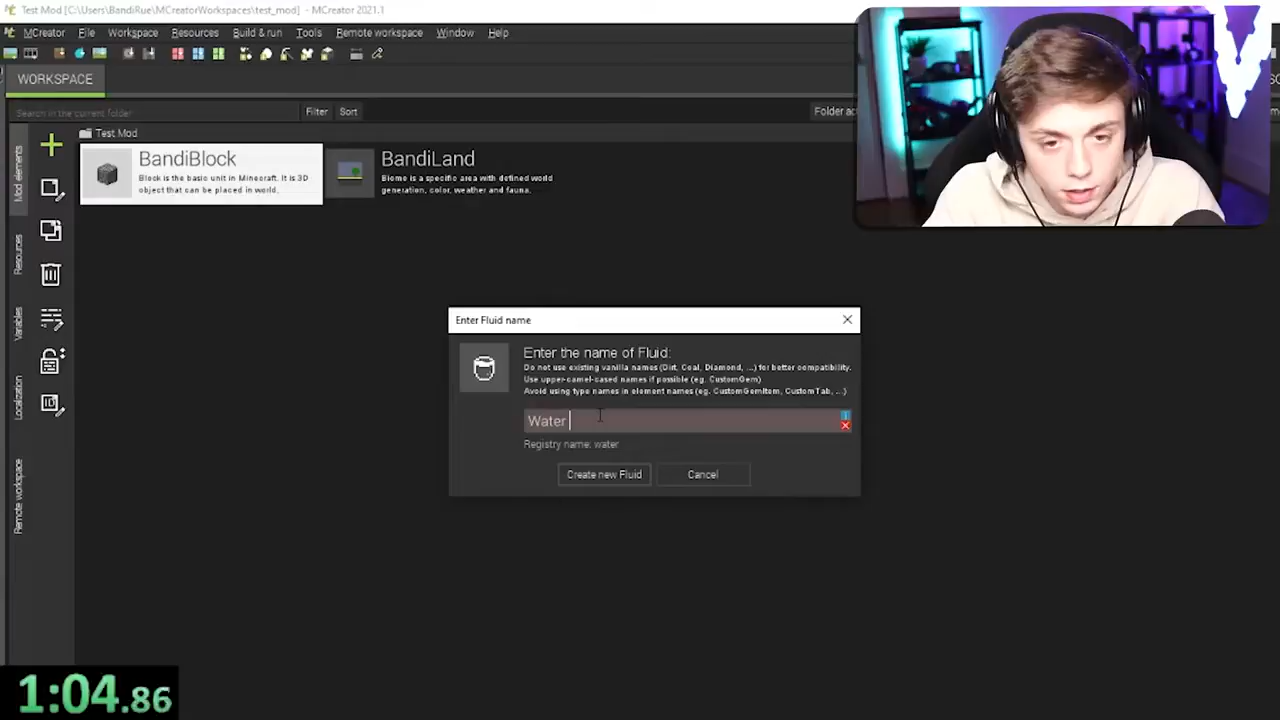 Test Mod [C:\Users\BandiRue\MCreatorWorkspaces\test_mod] - MCreator 2021.1
MCreator File Workspace Resources Build & run Tools Remote workspace Window Help
WORKSPACE
Search in the current folder Filter Sort Folder ac
Test Mod
BandiBlock
Block is the basic unit in Minecraft. It is 3D
object that can be placed in world.
BandiLand
Biome is a specific area with defined world
generation, color, weather and fauna.
Mod elements
Resources
Variables
Localization
Remote workspace
Enter Fluid name
Enter the name of Fluid:
Do not use existing vanilla names (Dirt, Coal, Diamond, ...) for better compatibility.
Use upper-camel-cased names if possible (eg. CustomGem)
Avoid using type names in element names (eg. CustomGemItem, CustomTab, ...)
Water
Registry name: water
Create new Fluid Cancel
1:04.86